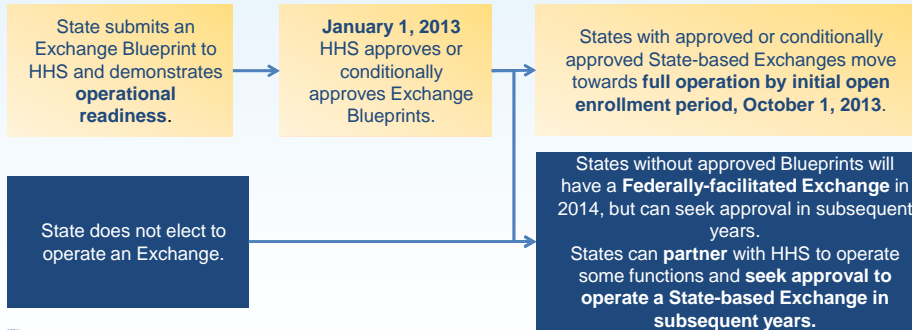 State submits an
Exchange Blueprint to
HHS and demonstrates
operational
readiness.
January 1, 2013
HHS approves or
conditionally
approves Exchange
Blueprints.
States with approved or conditionally
approved State-based Exchanges move
towards full operation by initial open
enrollment period, October 1, 2013.
State does not elect to
operate an Exchange.
States without approved Blueprints will
have a Federally-facilitated Exchange in
2014, but can seek approval in subsequent
years.
States can partner with HHS to operate
some functions and seek approval to
operate a State-based Exchange in
subsequent years.